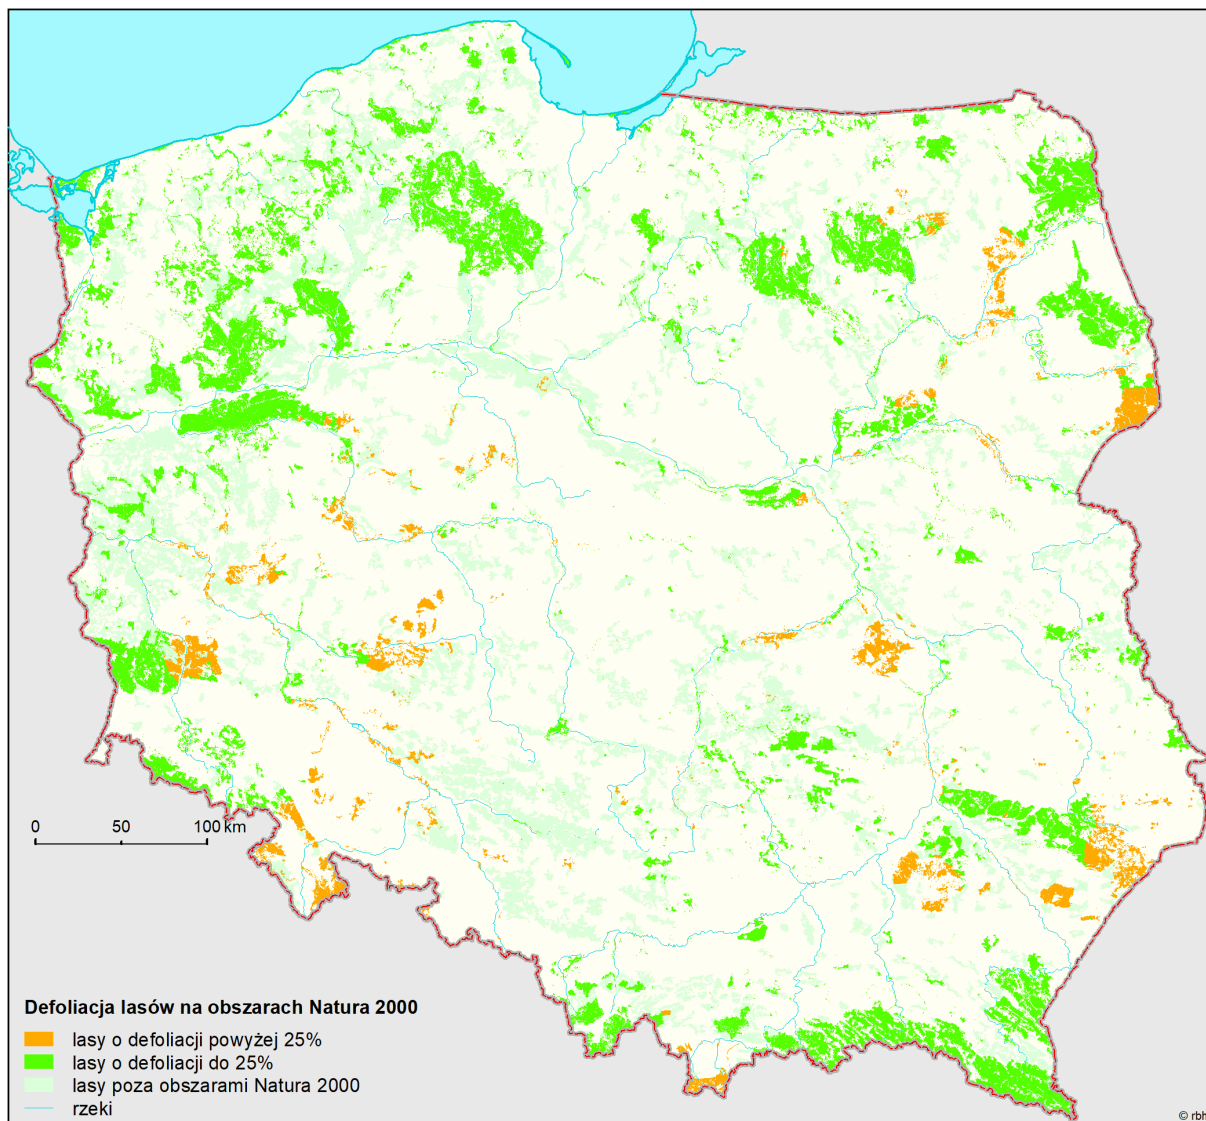 0 50 100 km
Defoliacja lasów na obszarach Natura 2000
lasy o defoliacji powyżej 25%
lasy o defoliacji do 25%
lasy poza obszarami Natura 2000
rzeki
© rbh